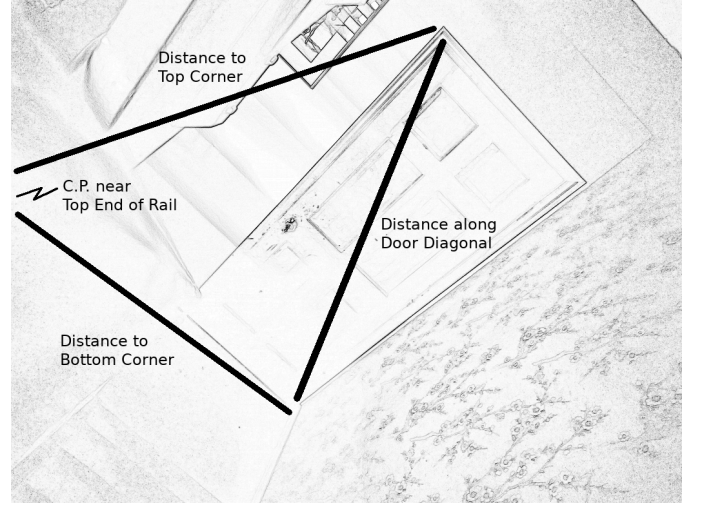 Distance to
Top Corner
C.P. near
Top End of Rail
Distance along
Door Diagonal
Distance to
Bottom Corner